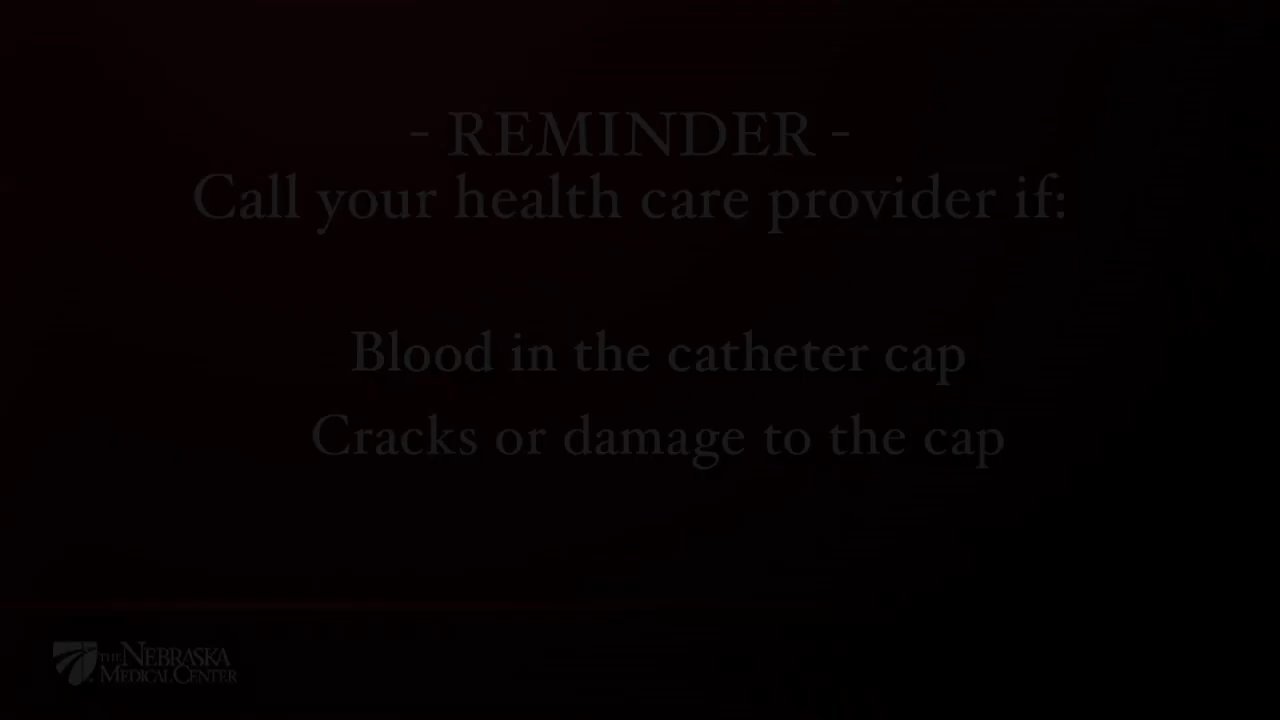 - REMINDER -
Call your health care provider if:
Blood in the catheter cap
Cracks or damage to the cap
THE NEBRASKA
MEDICAL CENTER